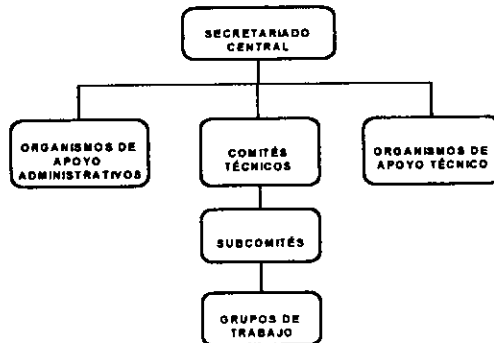 SECRETARIADO
CENTRAL
ORGANISMOS DE
APOYO
ADMINISTRATIVOS
COMITÉS
TÉCNICOS
ORGANISMOS DE
APOYO TÉCNICO
SUBCOMITÉS
GRUPOS DE
TRABAJO